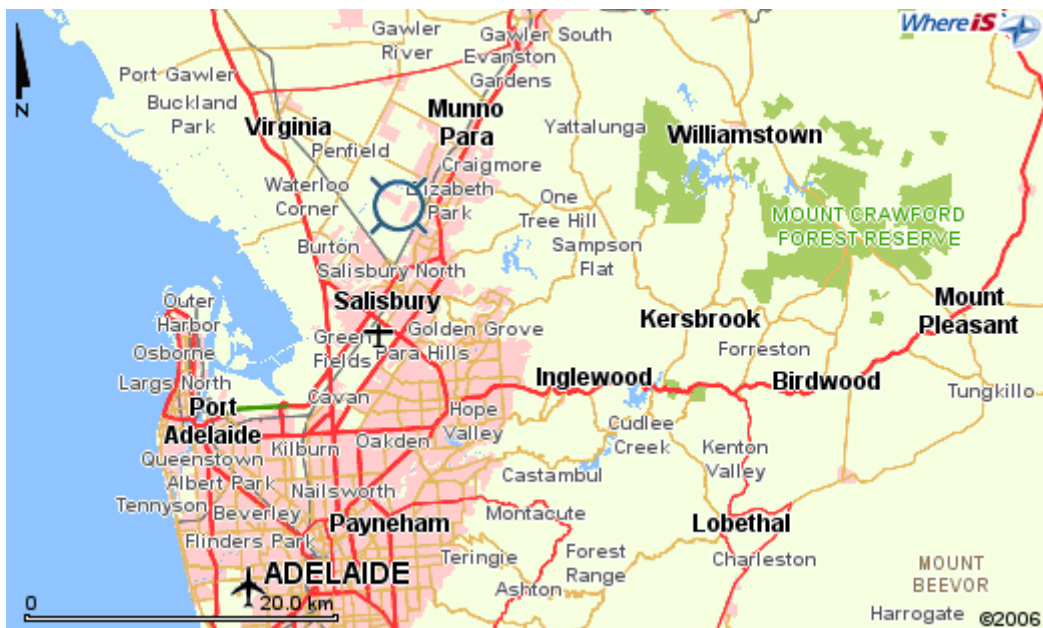 WhereiS
Gawler
River
Gawler South
Evanston
Gardens
Port Gawler
Buckland
Park
Virginia
Munno
Para
Yattalunga
Williamstown
Penfield
Craigmore
Waterloo
Corner
Elizabeth
Park
One
Tree Hill
MOUNT CRAWFORD
FOREST RESERVE
Burton
Sampson
Flat
Salisbury North
Salisbury
Outer
Harbor
Mount
Pleasant
Kersbrook
Golden Grove
Green
Fields
Para Hills
Osborne
Forreston
Largs North
Inglewood
Birdwood
Tungkillo
Cavan
Port
Adelaide
Hope
Valley
Cudlee
Creek
Kilburn
Oakden
Kenton
Valley
Queenstown
Castambul
Albert Park
Nailsworth
Tennyson
Beverley
Payneham
Montacute
Lobethal
Flinders Park
Teringie
Forest
Range
Charleston
MOUNT
BEEVOR
ADELAIDE
Ashton
0
20.0 km
Harrogate
©2006
N